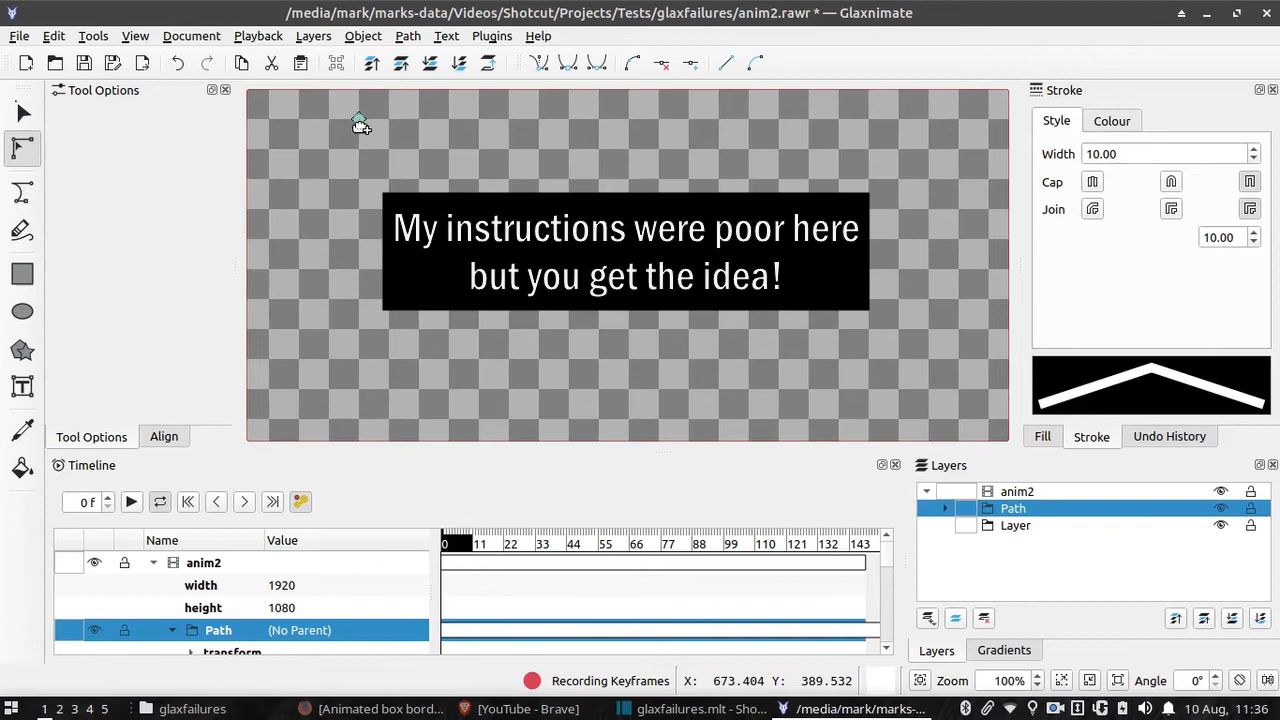 /media/mark/marks-data/Videos/Shotcut/Projects/Tests/glaxfailures/anim2.rawr * — Glaxnimate
File Edit Tools View Document Playback Layers Object Path Text Plugins Help
Tool Options
Stroke
Style Colour
Width 10.00
Cap
Join
10.00
My instructions were poor here
but you get the idea!
Tool Options Align
Fill Stroke Undo History
Timeline
Layers
0 f
anim2
Path
Layer
Name Value
0 11 22 33 44 55 66 77 88 99 110 121 132 143
anim2
width 1920
height 1080
Path (No Parent)
transform
Layers Gradients
Recording Keyframes X: 673.404 Y: 389.532 Zoom 100% Angle 0°
1 2 3 4 5 glaxfailures [Animated box bord... [YouTube - Brave] glaxfailures.mlt - Sho... /media/mark/marks-... 10 Aug, 11:36